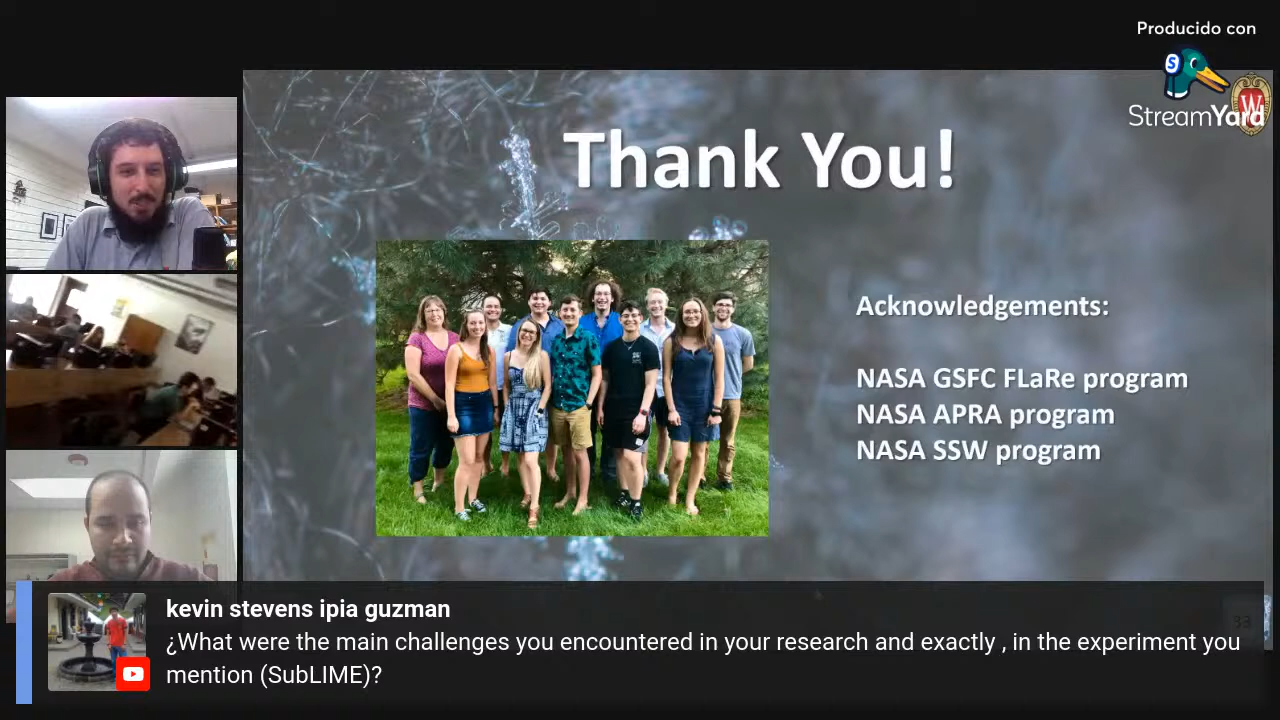 Producido con
StreamYard
W
Thank You!
Acknowledgements:
NASA GSFC FLaRe program
NASA APRA program
NASA SSW program
33
kevin stevens ipia guzman
¿What were the main challenges you encountered in your research and exactly , in the experiment you
mention (SubLIME)?